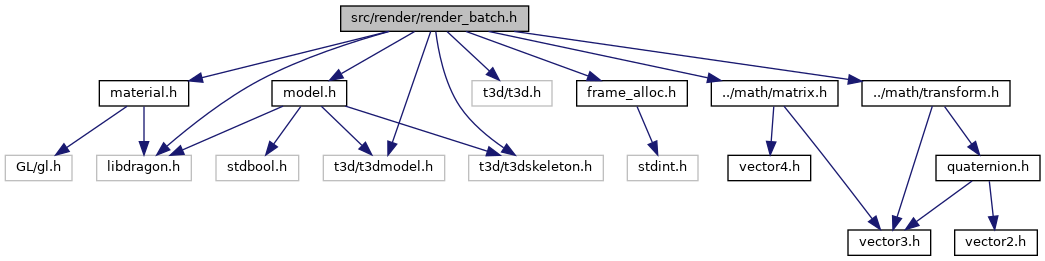 src/render/render_batch.h
material.h
model.h
t3d/t3d.h
frame_alloc.h
../math/matrix.h
../math/transform.h
GL/gl.h
libdragon.h
stdbool.h
t3d/t3dmodel.h
t3d/t3dskeleton.h
stdint.h
vector4.h
quaternion.h
vector3.h
vector2.h